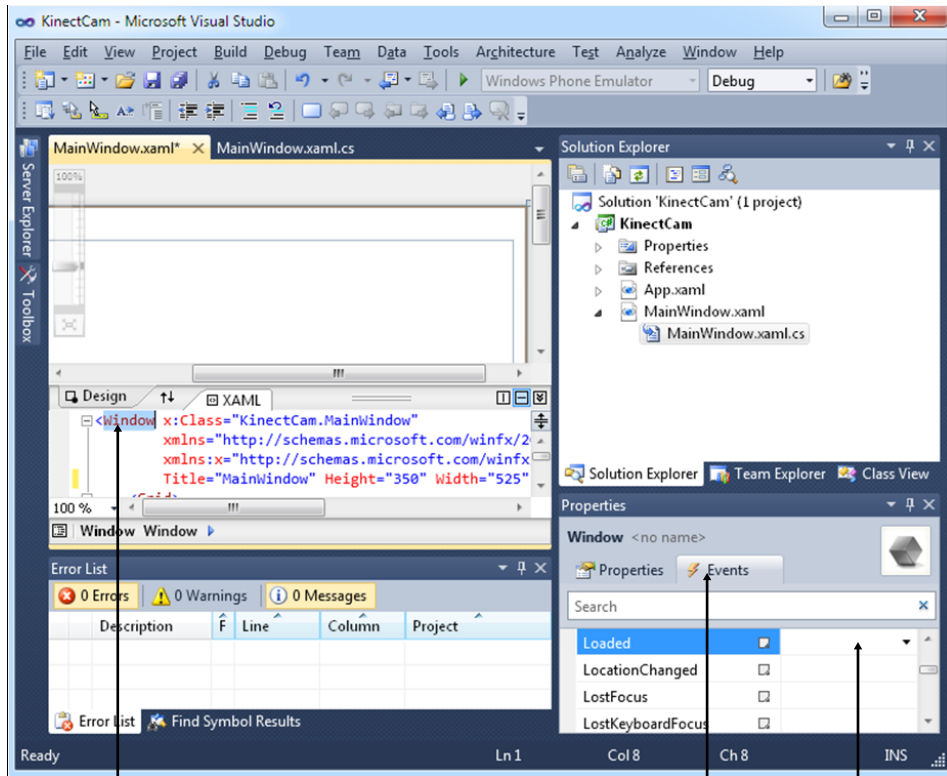 KinectCam - Microsoft Visual Studio
File Edit View Project Build Debug Team Data Tools Architecture Test Analyze Window Help
Windows Phone Emulator Debug
Server Explorer
Toolbox
MainWindow.xaml* MainWindow.xaml.cs
100%
Design XAML
<Window x:Class="KinectCam.MainWindow"
xmlns="http://schemas.microsoft.com/winfx/2
xmlns:x="http://schemas.microsoft.com/winfx
Title="MainWindow" Height="350" Width="525"
<Grid>
100 %
Window Window
Error List
0 Errors 0 Warnings 0 Messages
Description F Line Column Project
Error List Find Symbol Results
Solution Explorer
Solution 'KinectCam' (1 project)
KinectCam
Properties
References
App.xaml
MainWindow.xaml
MainWindow.xaml.cs
Solution Explorer Team Explorer Class View
Properties
Window <no name>
Properties Events
Search
Loaded
LocationChanged
LostFocus
LostKeyboardFocus
Ready Ln 1 Col 8 Ch 8 INS